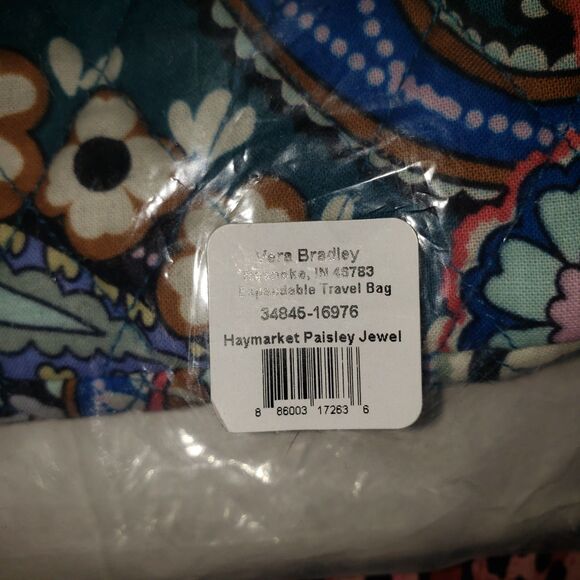 Vera Bradley
Roanoke, IN 46783
Expandable Travel Bag
34845-16976
Haymarket Paisley Jewel
8 86003 17263 6